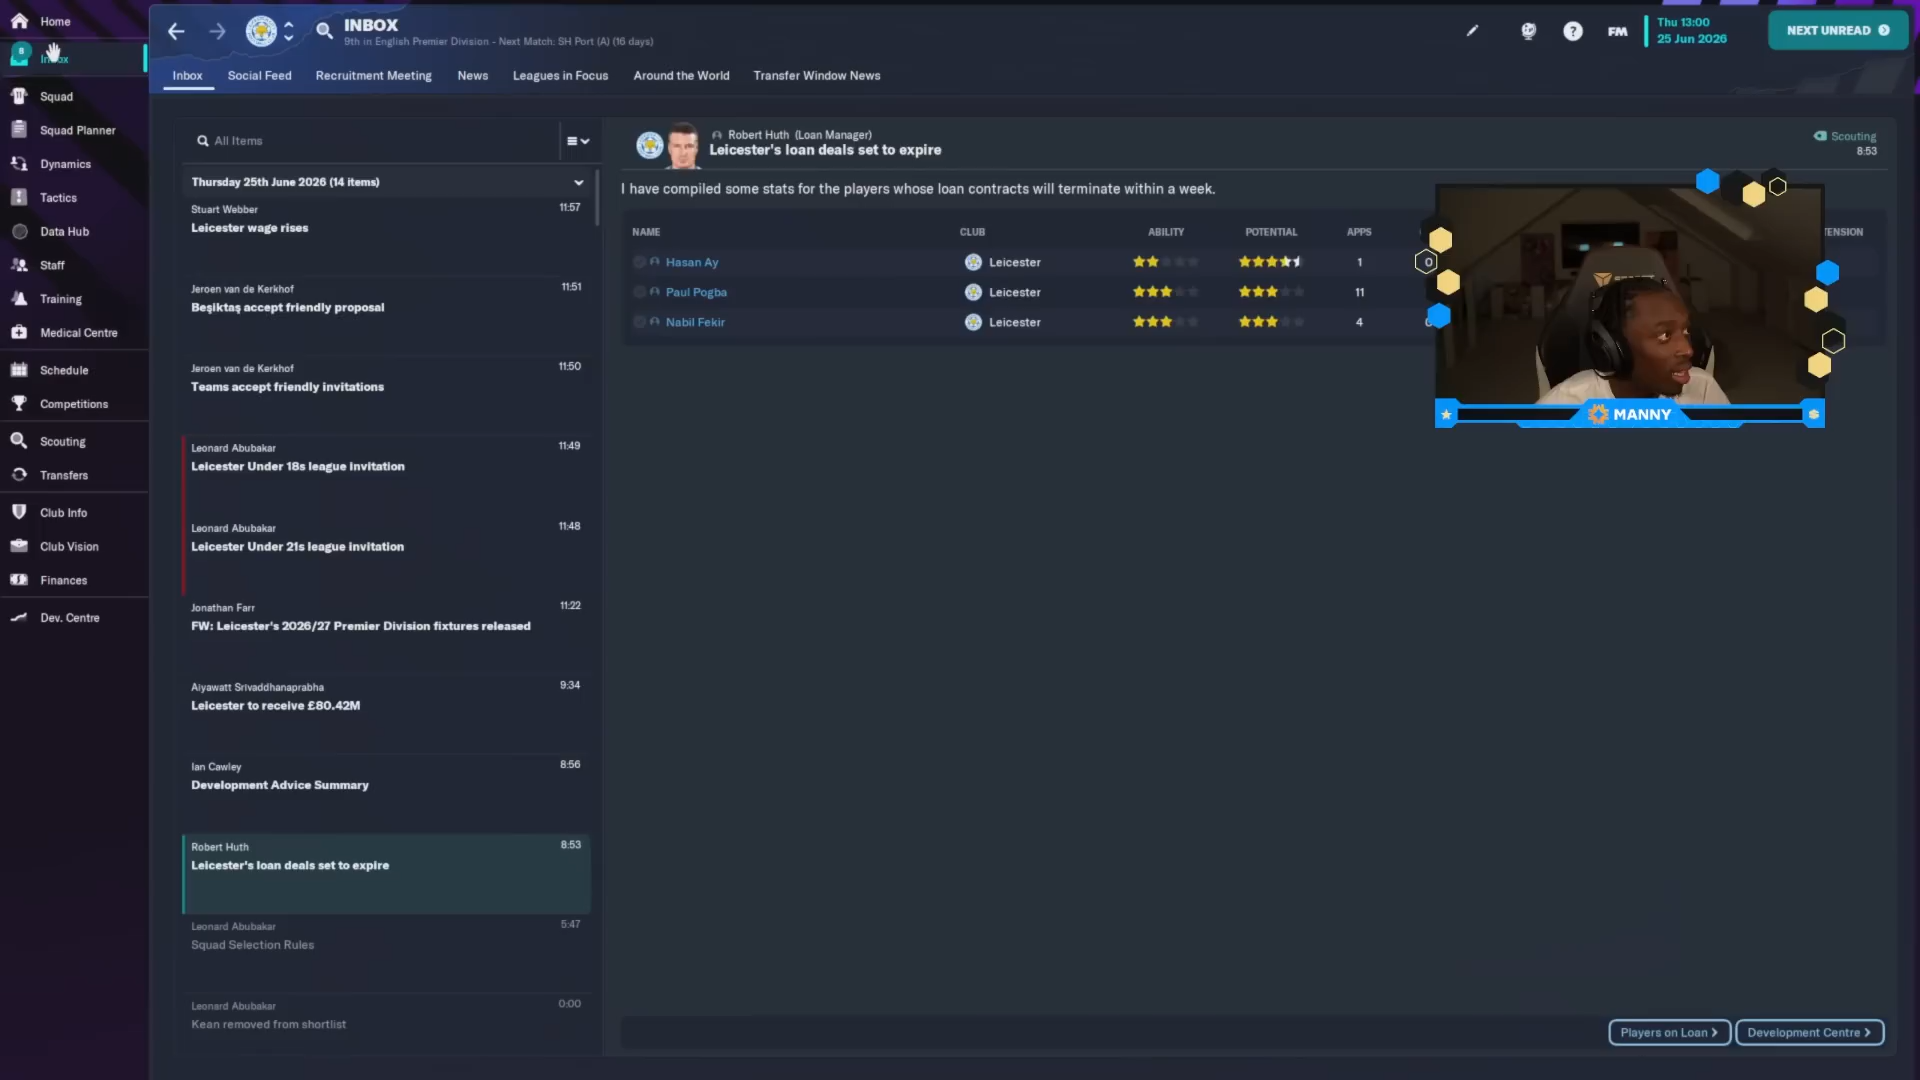 Home
Inbox
8
Squad
Squad Planner
Dynamics
Tactics
Data Hub
Staff
Training
Medical Centre
Schedule
Competitions
Scouting
Transfers
Club Info
Club Vision
Finances
Dev. Centre
INBOX
9th in English Premier Division - Next Match: SH Port (A) (16 days)
? FM
Thu 13:00
25 Jun 2026
NEXT UNREAD
Inbox Social Feed Recruitment Meeting News Leagues in Focus Around the World Transfer Window News
All Items
Thursday 25th June 2026 (14 items)
Stuart Webber 11:57
Leicester wage rises
Jeroen van de Kerkhof 11:51
Beşiktaş accept friendly proposal
Jeroen van de Kerkhof 11:50
Teams accept friendly invitations
Leonard Abubakar 11:49
Leicester Under 18s league invitation
Leonard Abubakar 11:48
Leicester Under 21s league invitation
Jonathan Farr 11:22
FW: Leicester's 2026/27 Premier Division fixtures released
Aiyawatt Srivaddhanaprabha 9:34
Leicester to receive £80.42M
Ian Cawley 8:56
Development Advice Summary
Robert Huth 8:53
Leicester's loan deals set to expire
Leonard Abubakar 5:47
Squad Selection Rules
Leonard Abubakar 0:00
Kean removed from shortlist
Robert Huth (Loan Manager)
Leicester's loan deals set to expire
Scouting
8:53
I have compiled some stats for the players whose loan contracts will terminate within a week.
NAME CLUB ABILITY POTENTIAL APPS TENSION
Hasan Ay Leicester 1 0
Paul Pogba Leicester 11
Nabil Fekir Leicester 4
MANNY
Players on Loan
Development Centre